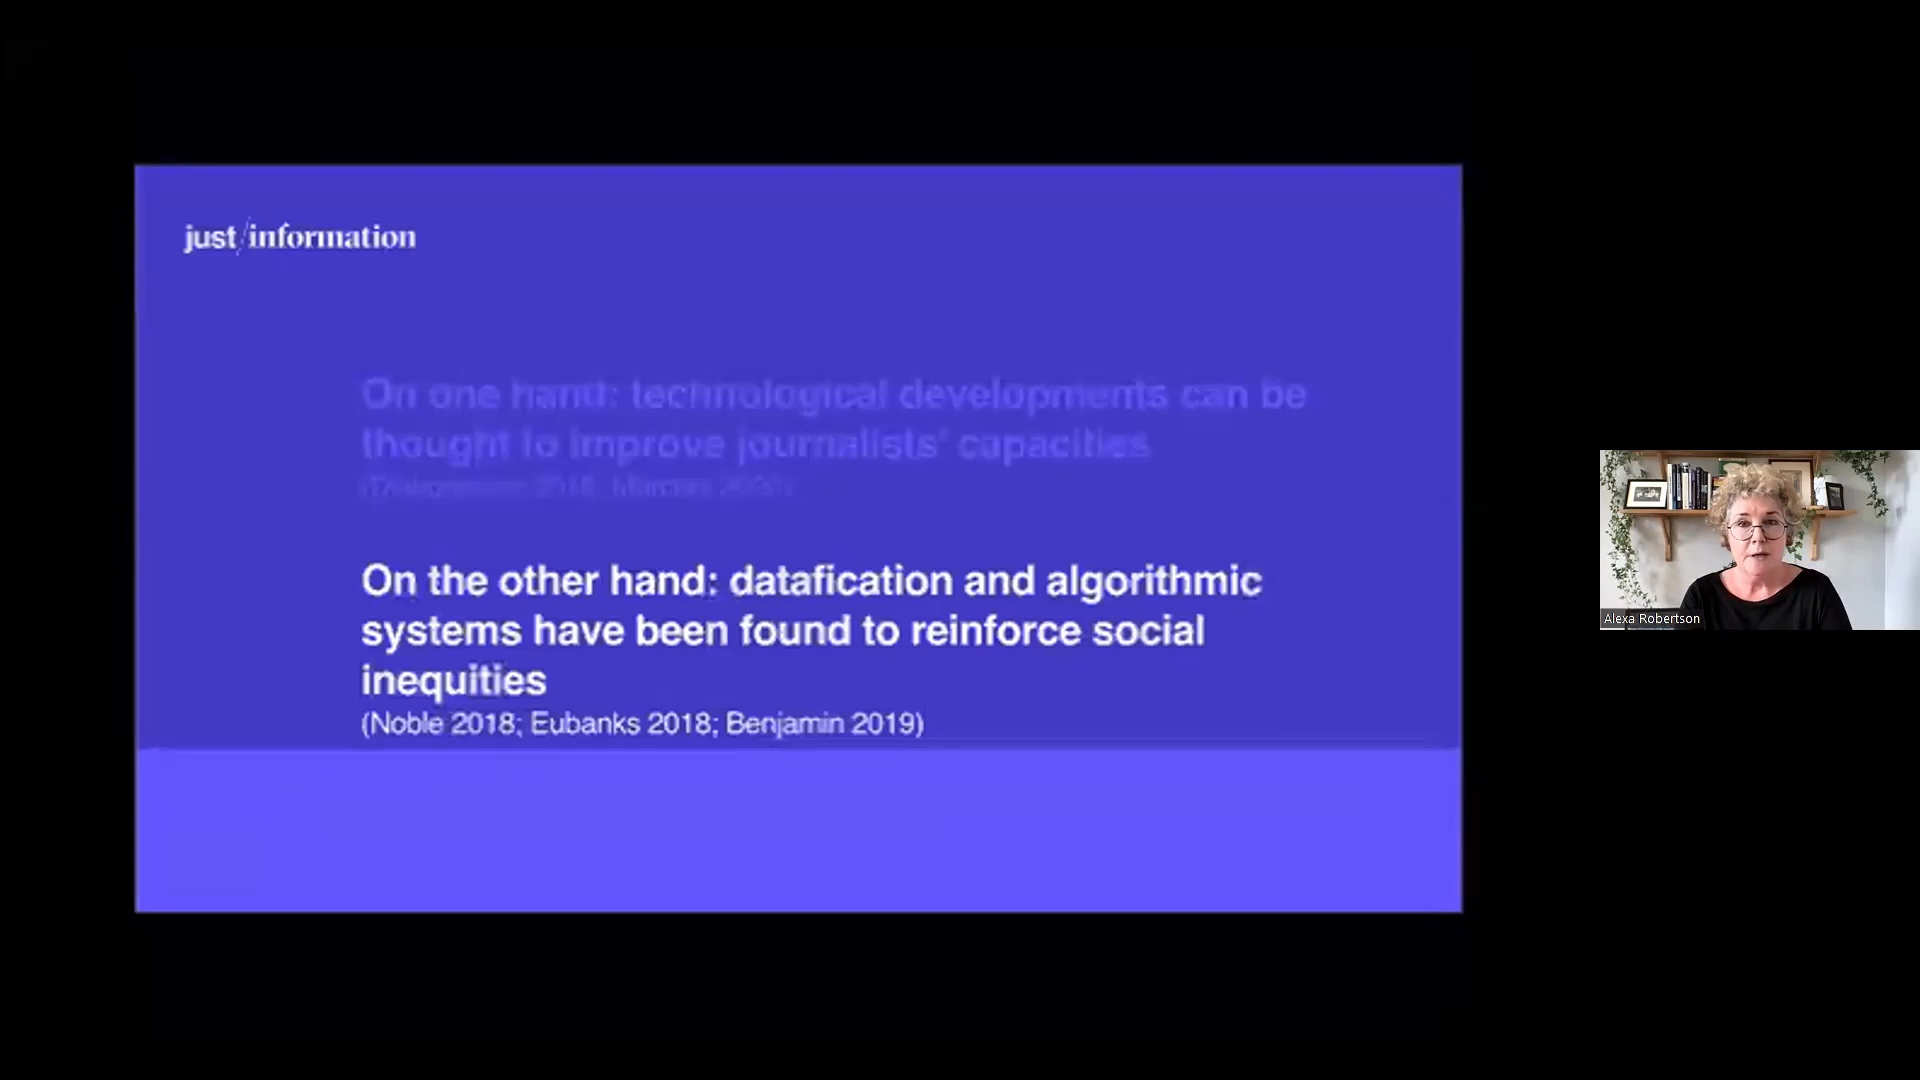 just/information
On one hand: technological developments can be
thought to improve journalists' capacities
On the other hand: datafication and algorithmic
systems have been found to reinforce social
inequities
(Noble 2018; Eubanks 2018; Benjamin 2019)
Alexa Robertson